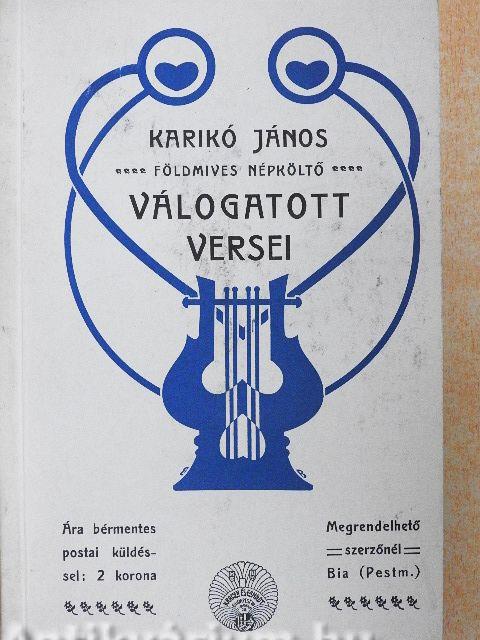 KARIKÓ JÁNOS
FÖLDMIVES NÉPKÖLTŐ
VÁLOGATOTT
VERSEI
Ára bérmentes
postai küldés-
sel: 2 korona
Megrendelhető
szerzőnél
Bia (Pestm.)